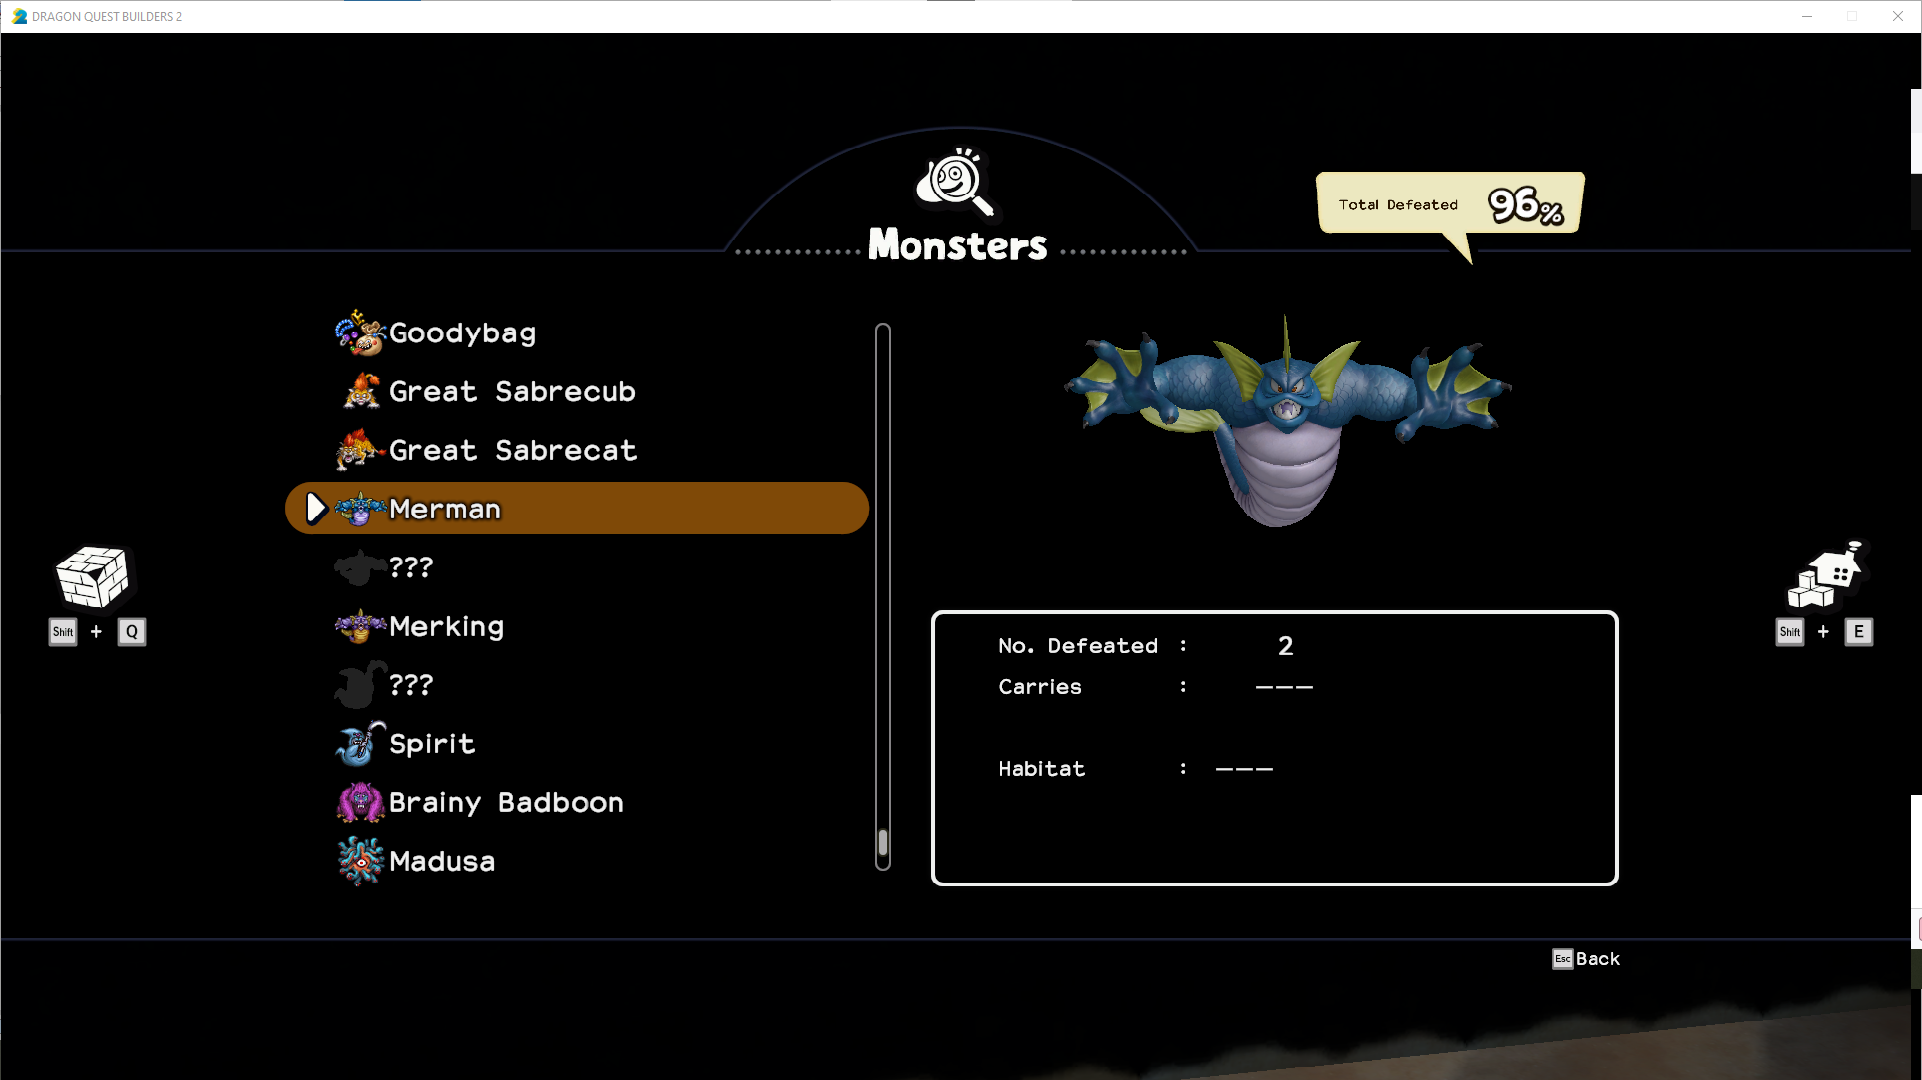 DRAGON QUEST BUILDERS 2
Total Defeated 96%
Monsters
Goodybag
Great Sabrecub
Great Sabrecat
Merman
???
Merking
???
Spirit
Brainy Badboon
Madusa
Shift + Q
Shift + E
No. Defeated : 2
Carries : ---
Habitat : ---
Esc Back